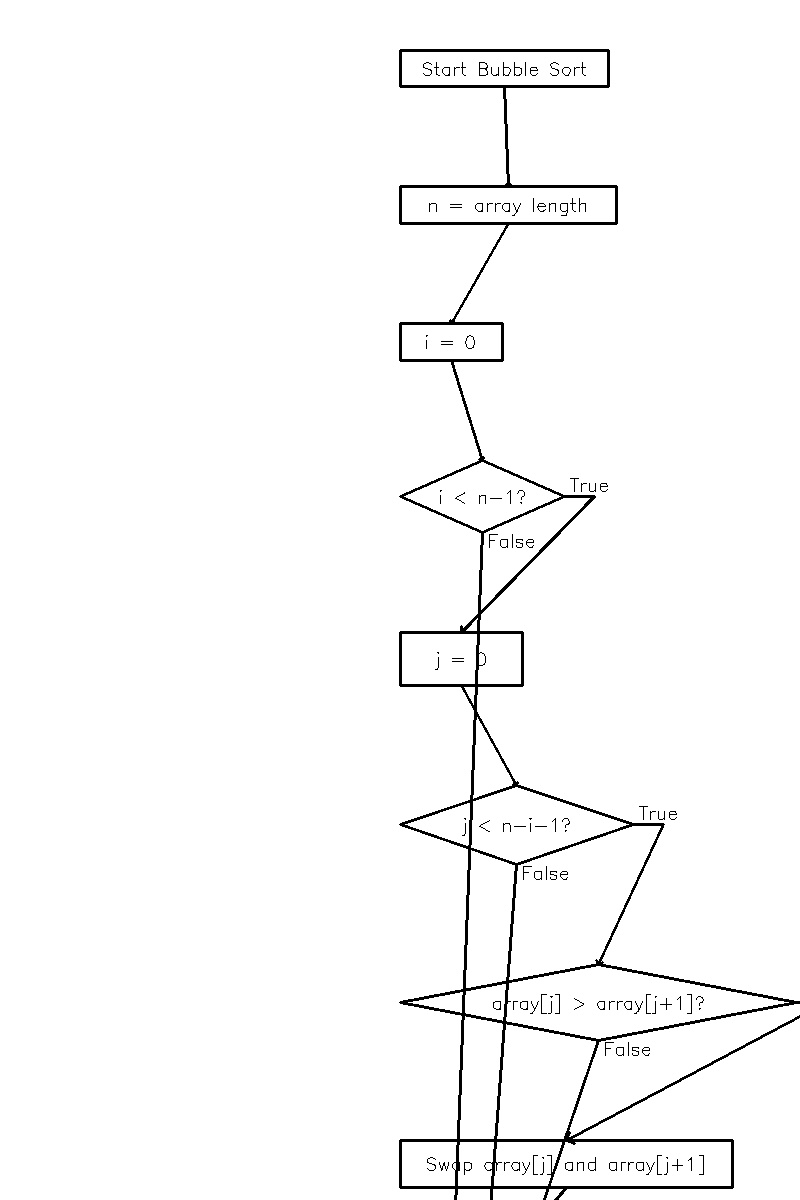 Start Bubble Sort
n = array length
i = 0
True
i < n-1?
False
j = 0
True
j < n-i-1?
False
array[j] > array[j+1]?
False
Swap array[j] and array[j+1]